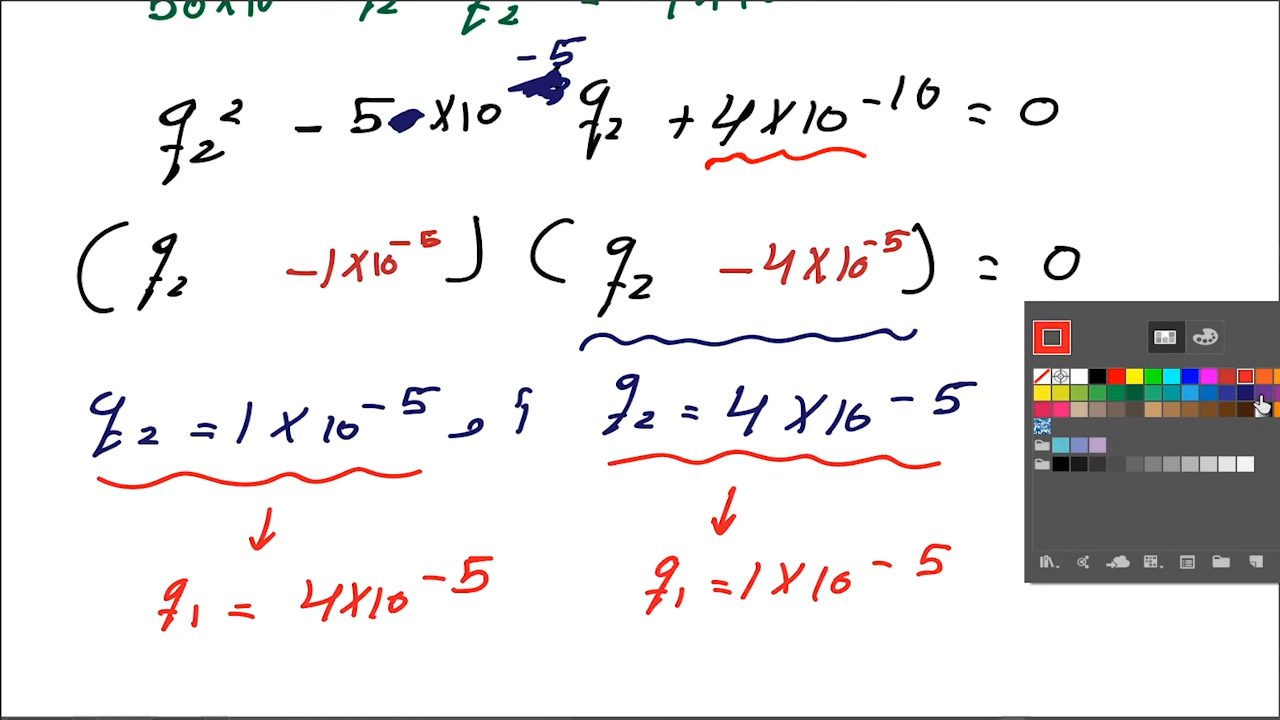 q₂² - 5 × 10⁻⁵ q₂ + 4 × 10⁻¹⁰ = 0
(q₂ - 1 × 10⁻⁵) (q₂ - 4 × 10⁻⁵) = 0
q₂ = 1 × 10⁻⁵ , q₂ = 4 × 10⁻⁵
q₁ = 4 × 10⁻⁵ q₁ = 1 × 10⁻⁵